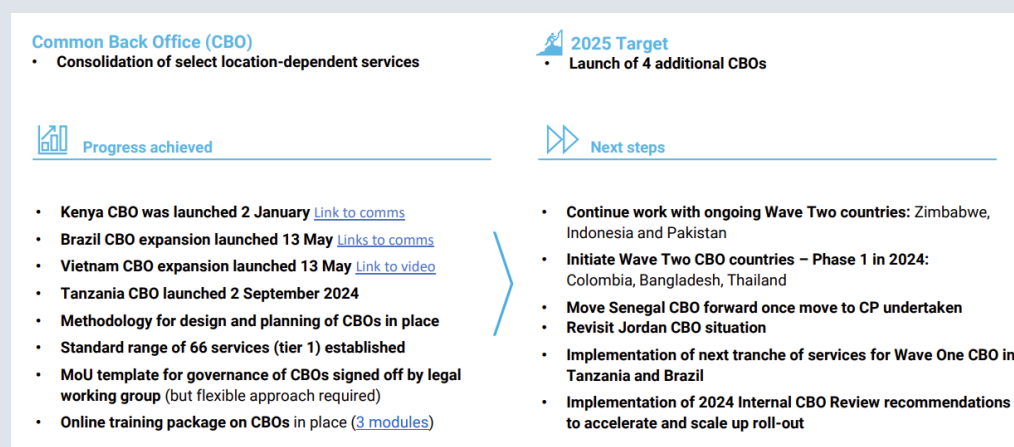 Common Back Office (CBO)
• Consolidation of select location-dependent services
2025 Target
• Launch of 4 additional CBOs
Progress achieved
• Kenya CBO was launched 2 January Link to comms
• Brazil CBO expansion launched 13 May Links to comms
• Vietnam CBO expansion launched 13 May Link to video
• Tanzania CBO launched 2 September 2024
• Methodology for design and planning of CBOs in place
• Standard range of 66 services (tier 1) established
• MoU template for governance of CBOs signed off by legal
working group (but flexible approach required)
• Online training package on CBOs in place (3 modules)
Next steps
• Continue work with ongoing Wave Two countries: Zimbabwe,
Indonesia and Pakistan
• Initiate Wave Two CBO countries – Phase 1 in 2024:
Colombia, Bangladesh, Thailand
• Move Senegal CBO forward once move to CP undertaken
• Revisit Jordan CBO situation
• Implementation of next tranche of services for Wave One CBO in
Tanzania and Brazil
• Implementation of 2024 Internal CBO Review recommendations
to accelerate and scale up roll-out